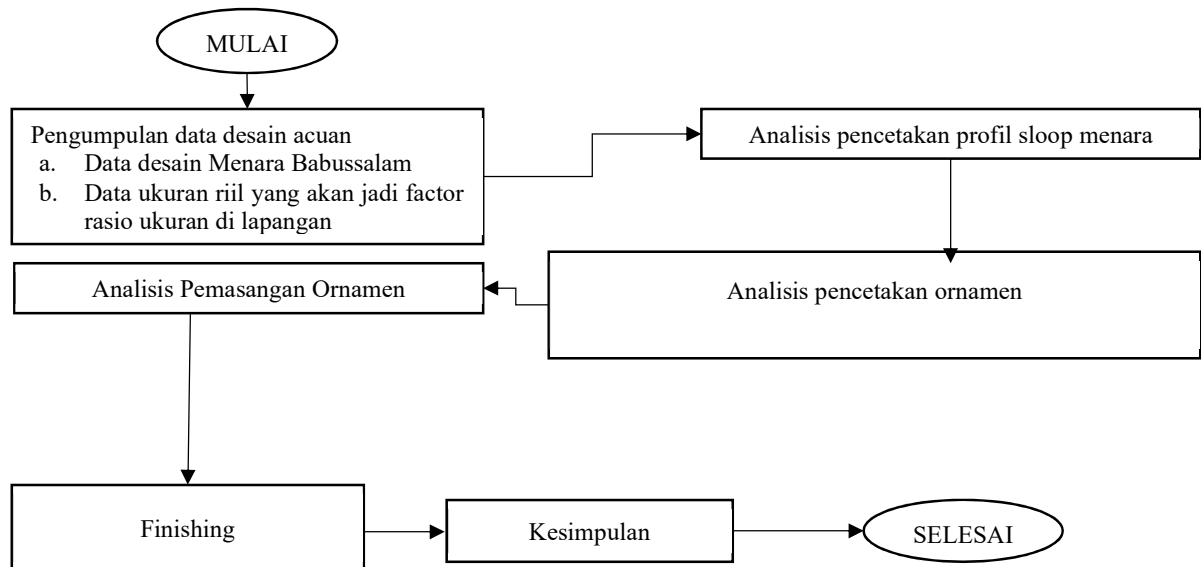 MULAI
Pengumpulan data desain acuan
a. Data desain Menara Babussalam
b. Data ukuran riil yang akan jadi factor
rasio ukuran di lapangan
Analisis pencetakan profil sloop menara
Analisis pencetakan ornamen
Analisis Pemasangan Ornamen
Finishing
Kesimpulan
SELESAI